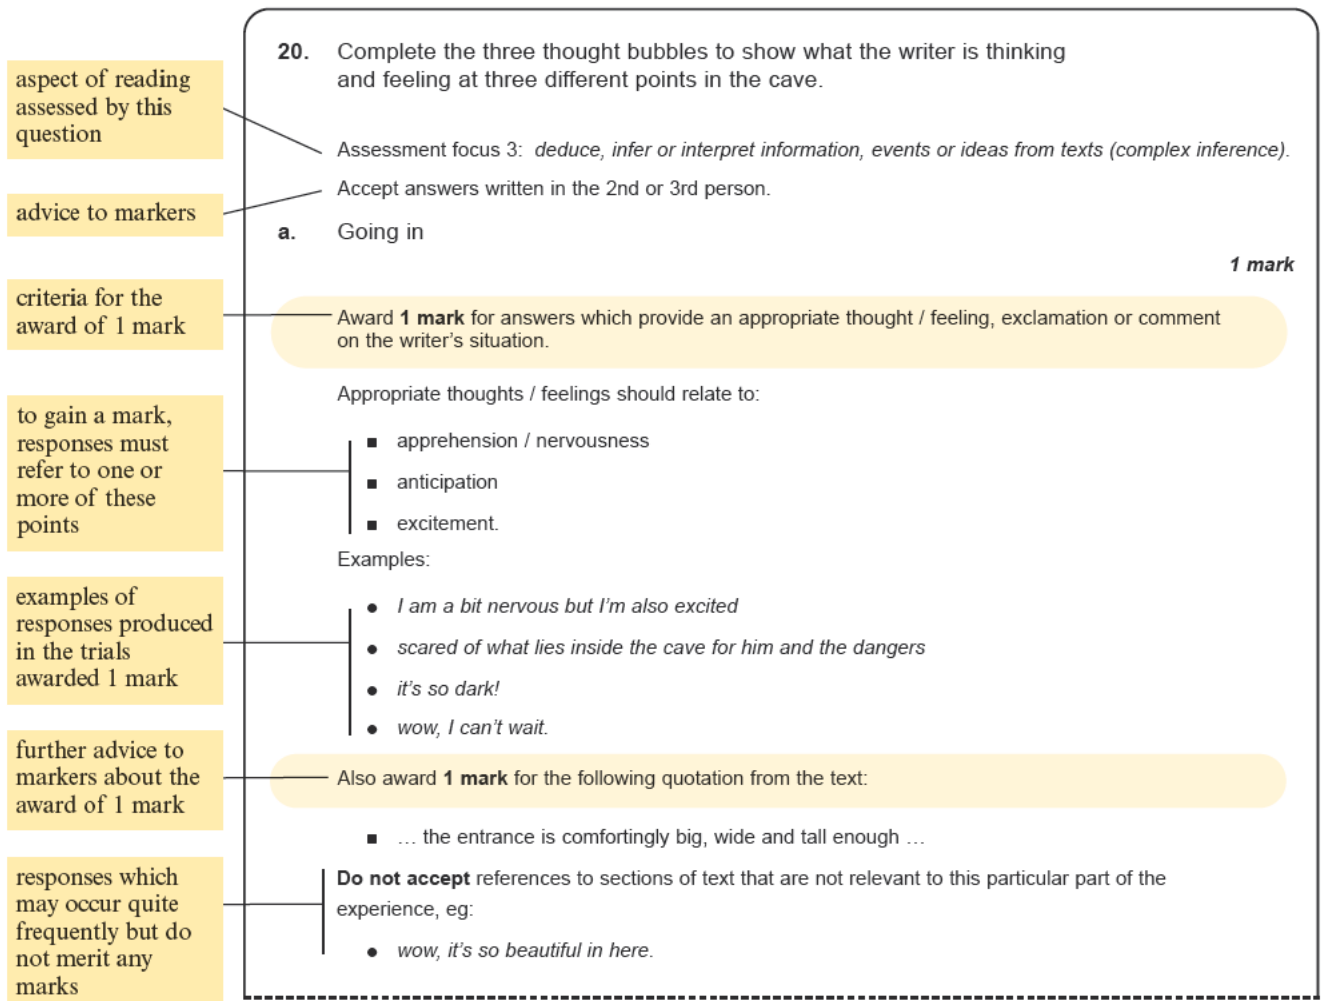 aspect of reading
assessed by this
question
advice to markers
criteria for the
award of 1 mark
to gain a mark,
responses must
refer to one or
more of these
points
examples of
responses produced
in the trials
awarded 1 mark
further advice to
markers about the
award of 1 mark
responses which
may occur quite
frequently but do
not merit any
marks
20. Complete the three thought bubbles to show what the writer is thinking
and feeling at three different points in the cave.
Assessment focus 3: deduce, infer or interpret information, events or ideas from texts (complex inference).
Accept answers written in the 2nd or 3rd person.
a. Going in
1 mark
Award 1 mark for answers which provide an appropriate thought / feeling, exclamation or comment
on the writer's situation.
Appropriate thoughts / feelings should relate to:
■ apprehension / nervousness
■ anticipation
■ excitement.
Examples:
● I am a bit nervous but I'm also excited
● scared of what lies inside the cave for him and the dangers
● it's so dark!
● wow, I can't wait.
Also award 1 mark for the following quotation from the text:
■ … the entrance is comfortingly big, wide and tall enough …
Do not accept references to sections of text that are not relevant to this particular part of the
experience, eg:
● wow, it's so beautiful in here.